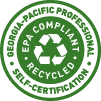 GEORGIA-PACIFIC PROFESSIONAL
SELF-CERTIFICATION
EPA COMPLIANT
RECYCLED